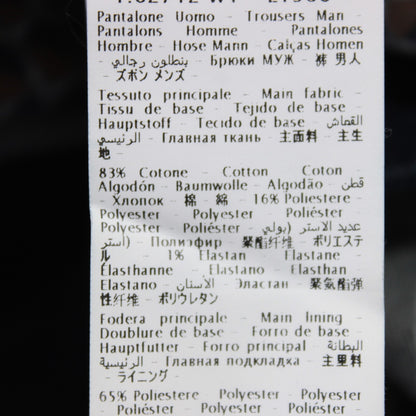 Pantalone Uomo - Trousers Man -
Pantalons Homme - Pantalones
Hombre - Hose Mann - Calças Homen
بنطلون رجالي - Брюки МУЖ - 裤 男人
- ズボン メンズ
Tessuto principale - Main fabric -
Tissu de base - Tejido de base -
Hauptstoff - Tecido de base - القماش
الرئيسي - Главная ткань - 主面料 - 主生
地 -
83% Cotone - Cotton - Coton -
Algodón - Baumwolle - Algodão - قطن
- Хлопок - 棉 - 綿 - 16% Poliestere -
Polyester - Polyester - Poliéster -
Polyester - Poliéster - عديد الاستر (بولي
استر) - Полиэфир - 聚酯纤维 - ポリエステ
ル - 1% Elastan - Elastane -
Élasthanne - Elastano - Elasthan -
Elastano - الأستان - Эластан - 聚氨酯弹
性纤维 - ポリウレタン
Fodera principale - Main lining -
Doublure de base - Forro de base -
Hauptfutter - Forro principal - البطانة
الرئيسية - Главная подкладка - 主里料
- ライニング -
65% Poliestere - Polyester - Polyester
- Poliéster - Polyester - Poliéster -